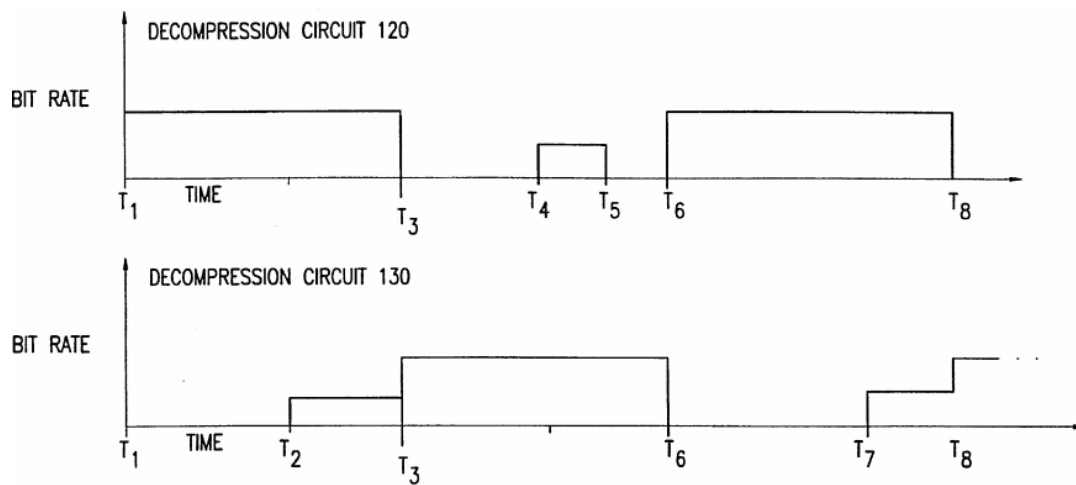 DECOMPRESSION CIRCUIT 120
BIT RATE
T1 TIME T3 T4 T5 T6 T8
DECOMPRESSION CIRCUIT 130
BIT RATE
T1 TIME T2 T3 T6 T7 T8